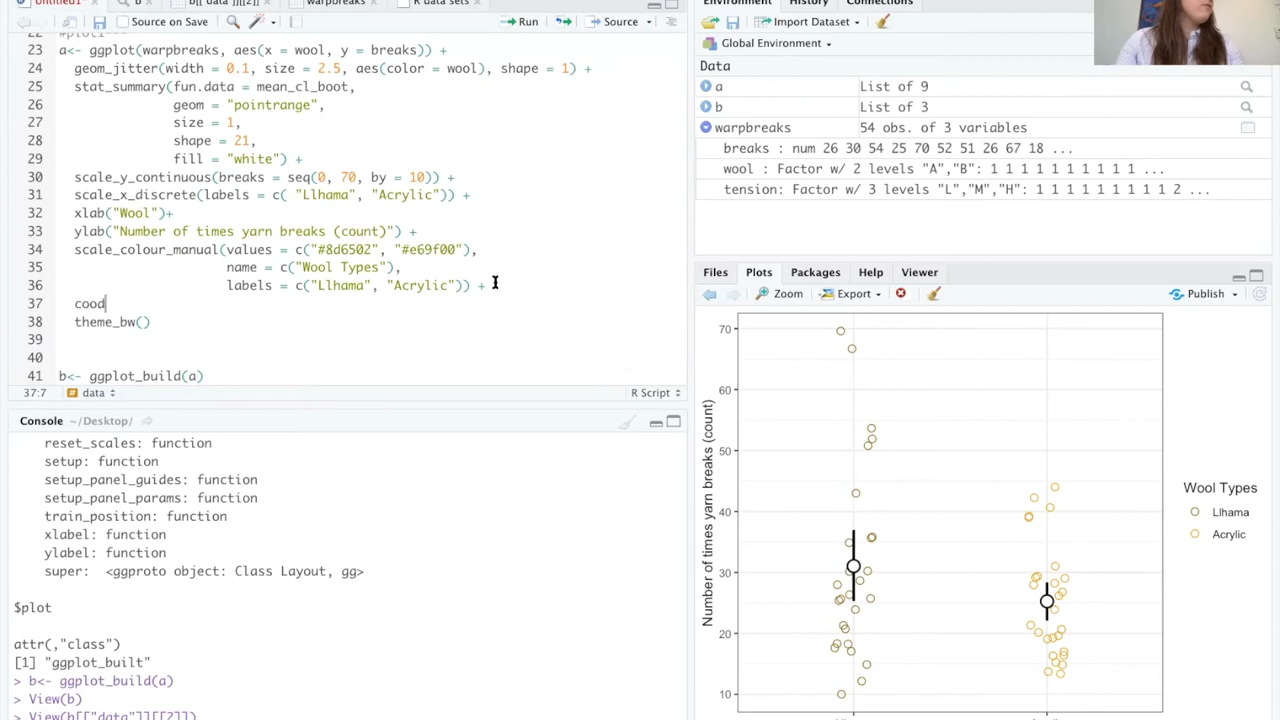 Untitled1*
b
b[["data"]][[2]]
warpbreaks
R data sets
Source on Save
Run
Source
22 #plot1
23 a<- ggplot(warpbreaks, aes(x = wool, y = breaks)) +
24 geom_jitter(width = 0.1, size = 2.5, aes(color = wool), shape = 1) +
25 stat_summary(fun.data = mean_cl_boot,
26 geom = "pointrange",
27 size = 1,
28 shape = 21,
29 fill = "white") +
30 scale_y_continuous(breaks = seq(0, 70, by = 10)) +
31 scale_x_discrete(labels = c( "Llhama", "Acrylic")) +
32 xlab("Wool")+
33 ylab("Number of times yarn breaks (count)") +
34 scale_colour_manual(values = c("#8d6502", "#e69f00"),
35 name = c("Wool Types"),
36 labels = c("Llhama", "Acrylic")) +
37 cood
38 theme_bw()
39
40
41 b<- ggplot_build(a)
37:7
data
R Script
Console ~/Desktop/
reset_scales: function
setup: function
setup_panel_guides: function
setup_panel_params: function
train_position: function
xlabel: function
ylabel: function
super: <ggproto object: Class Layout, gg>
$plot
attr(,"class")
[1] "ggplot_built"
> b<- ggplot_build(a)
> View(b)
> View(b[["data"]][[2]])
Environment
History
Connections
Import Dataset
Global Environment
Data
a List of 9
b List of 3
warpbreaks 54 obs. of 3 variables
breaks : num 26 30 54 25 70 52 51 26 67 18 ...
wool : Factor w/ 2 levels "A","B": 1 1 1 1 1 1 1 1 1 ...
tension: Factor w/ 3 levels "L","M","H": 1 1 1 1 1 1 1 1 1 2 ...
Files
Plots
Packages
Help
Viewer
Zoom
Export
Publish
70
60
50
40
30
20
10
Number of times yarn breaks (count)
Wool Types
Llhama
Acrylic